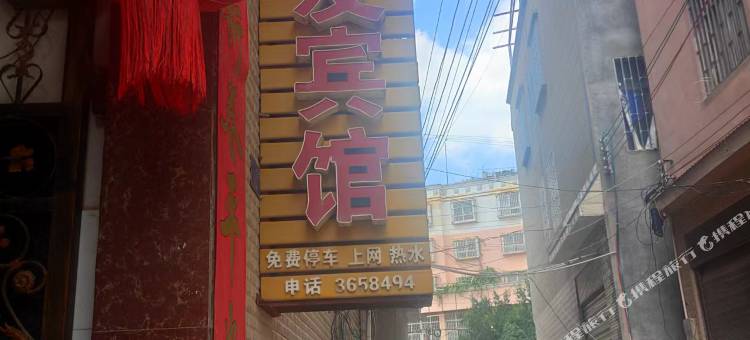 宾馆
免费停车 上网 热水
电话 3658494
携程旅行
携程旅行